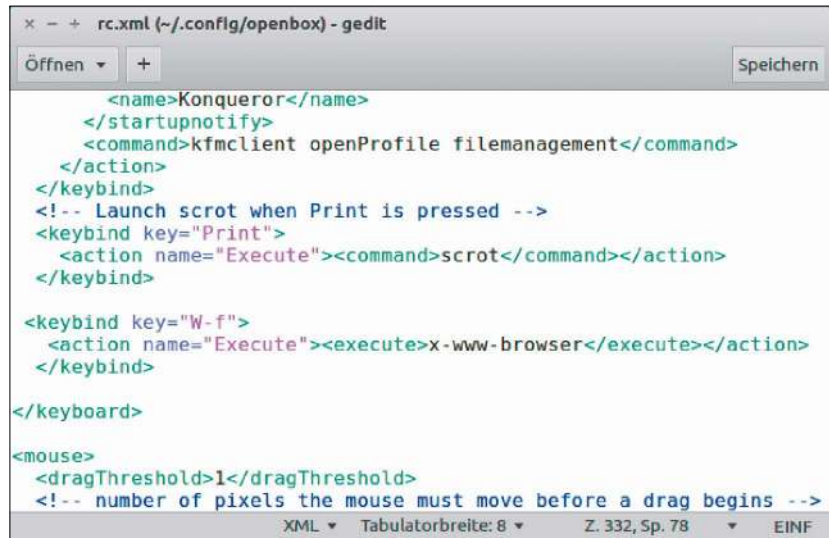 × − + rc.xml (~/.config/openbox) - gedit
Öffnen ▾ + Speichern
<name>Konqueror</name>
</startupnotify>
<command>kfmclient openProfile filemanagement</command>
</action>
</keybind>
<!-- Launch scrot when Print is pressed -->
<keybind key="Print">
<action name="Execute"><command>scrot</command></action>
</keybind>
<keybind key="W-f">
<action name="Execute"><execute>x-www-browser</execute></action>
</keybind>
</keyboard>
<mouse>
<dragThreshold>1</dragThreshold>
<!-- number of pixels the mouse must move before a drag begins -->
XML ▾ Tabulatorbreite: 8 ▾ Z. 332, Sp. 78 ▾ EINF